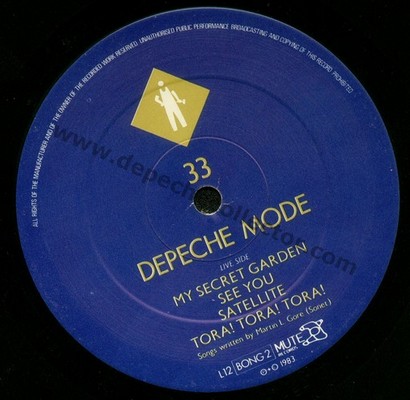 ALL RIGHTS OF THE MANUFACTURER AND OF THE OWNER OF THE RECORDED WORK RESERVED. UNAUTHORISED PUBLIC PERFORMANCE BROADCASTING AND COPYING OF THIS RECORD PROHIBITED
www.depechecollector.com
33
DEPECHE MODE
LIVE SIDE
MY SECRET GARDEN
SEE YOU
SATELLITE
TORA! TORA! TORA!
Songs written by Martin L. Gore (Sonet)
L12 BONG 2 MUTE
RECORDS
℗·© 1983